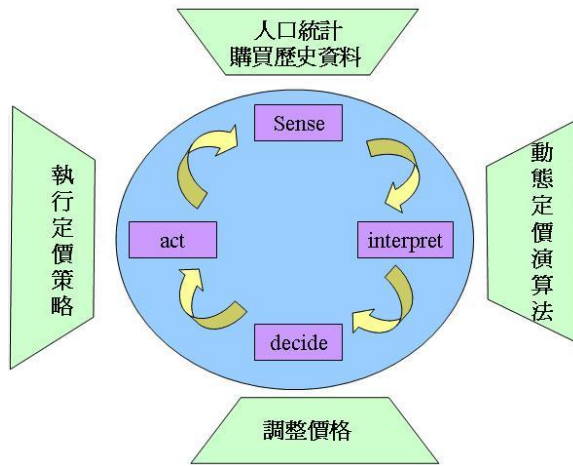 人口統計
購買歷史資料
Sense
執行定價策略
act
interpret
動態定價演算法
decide
調整價格